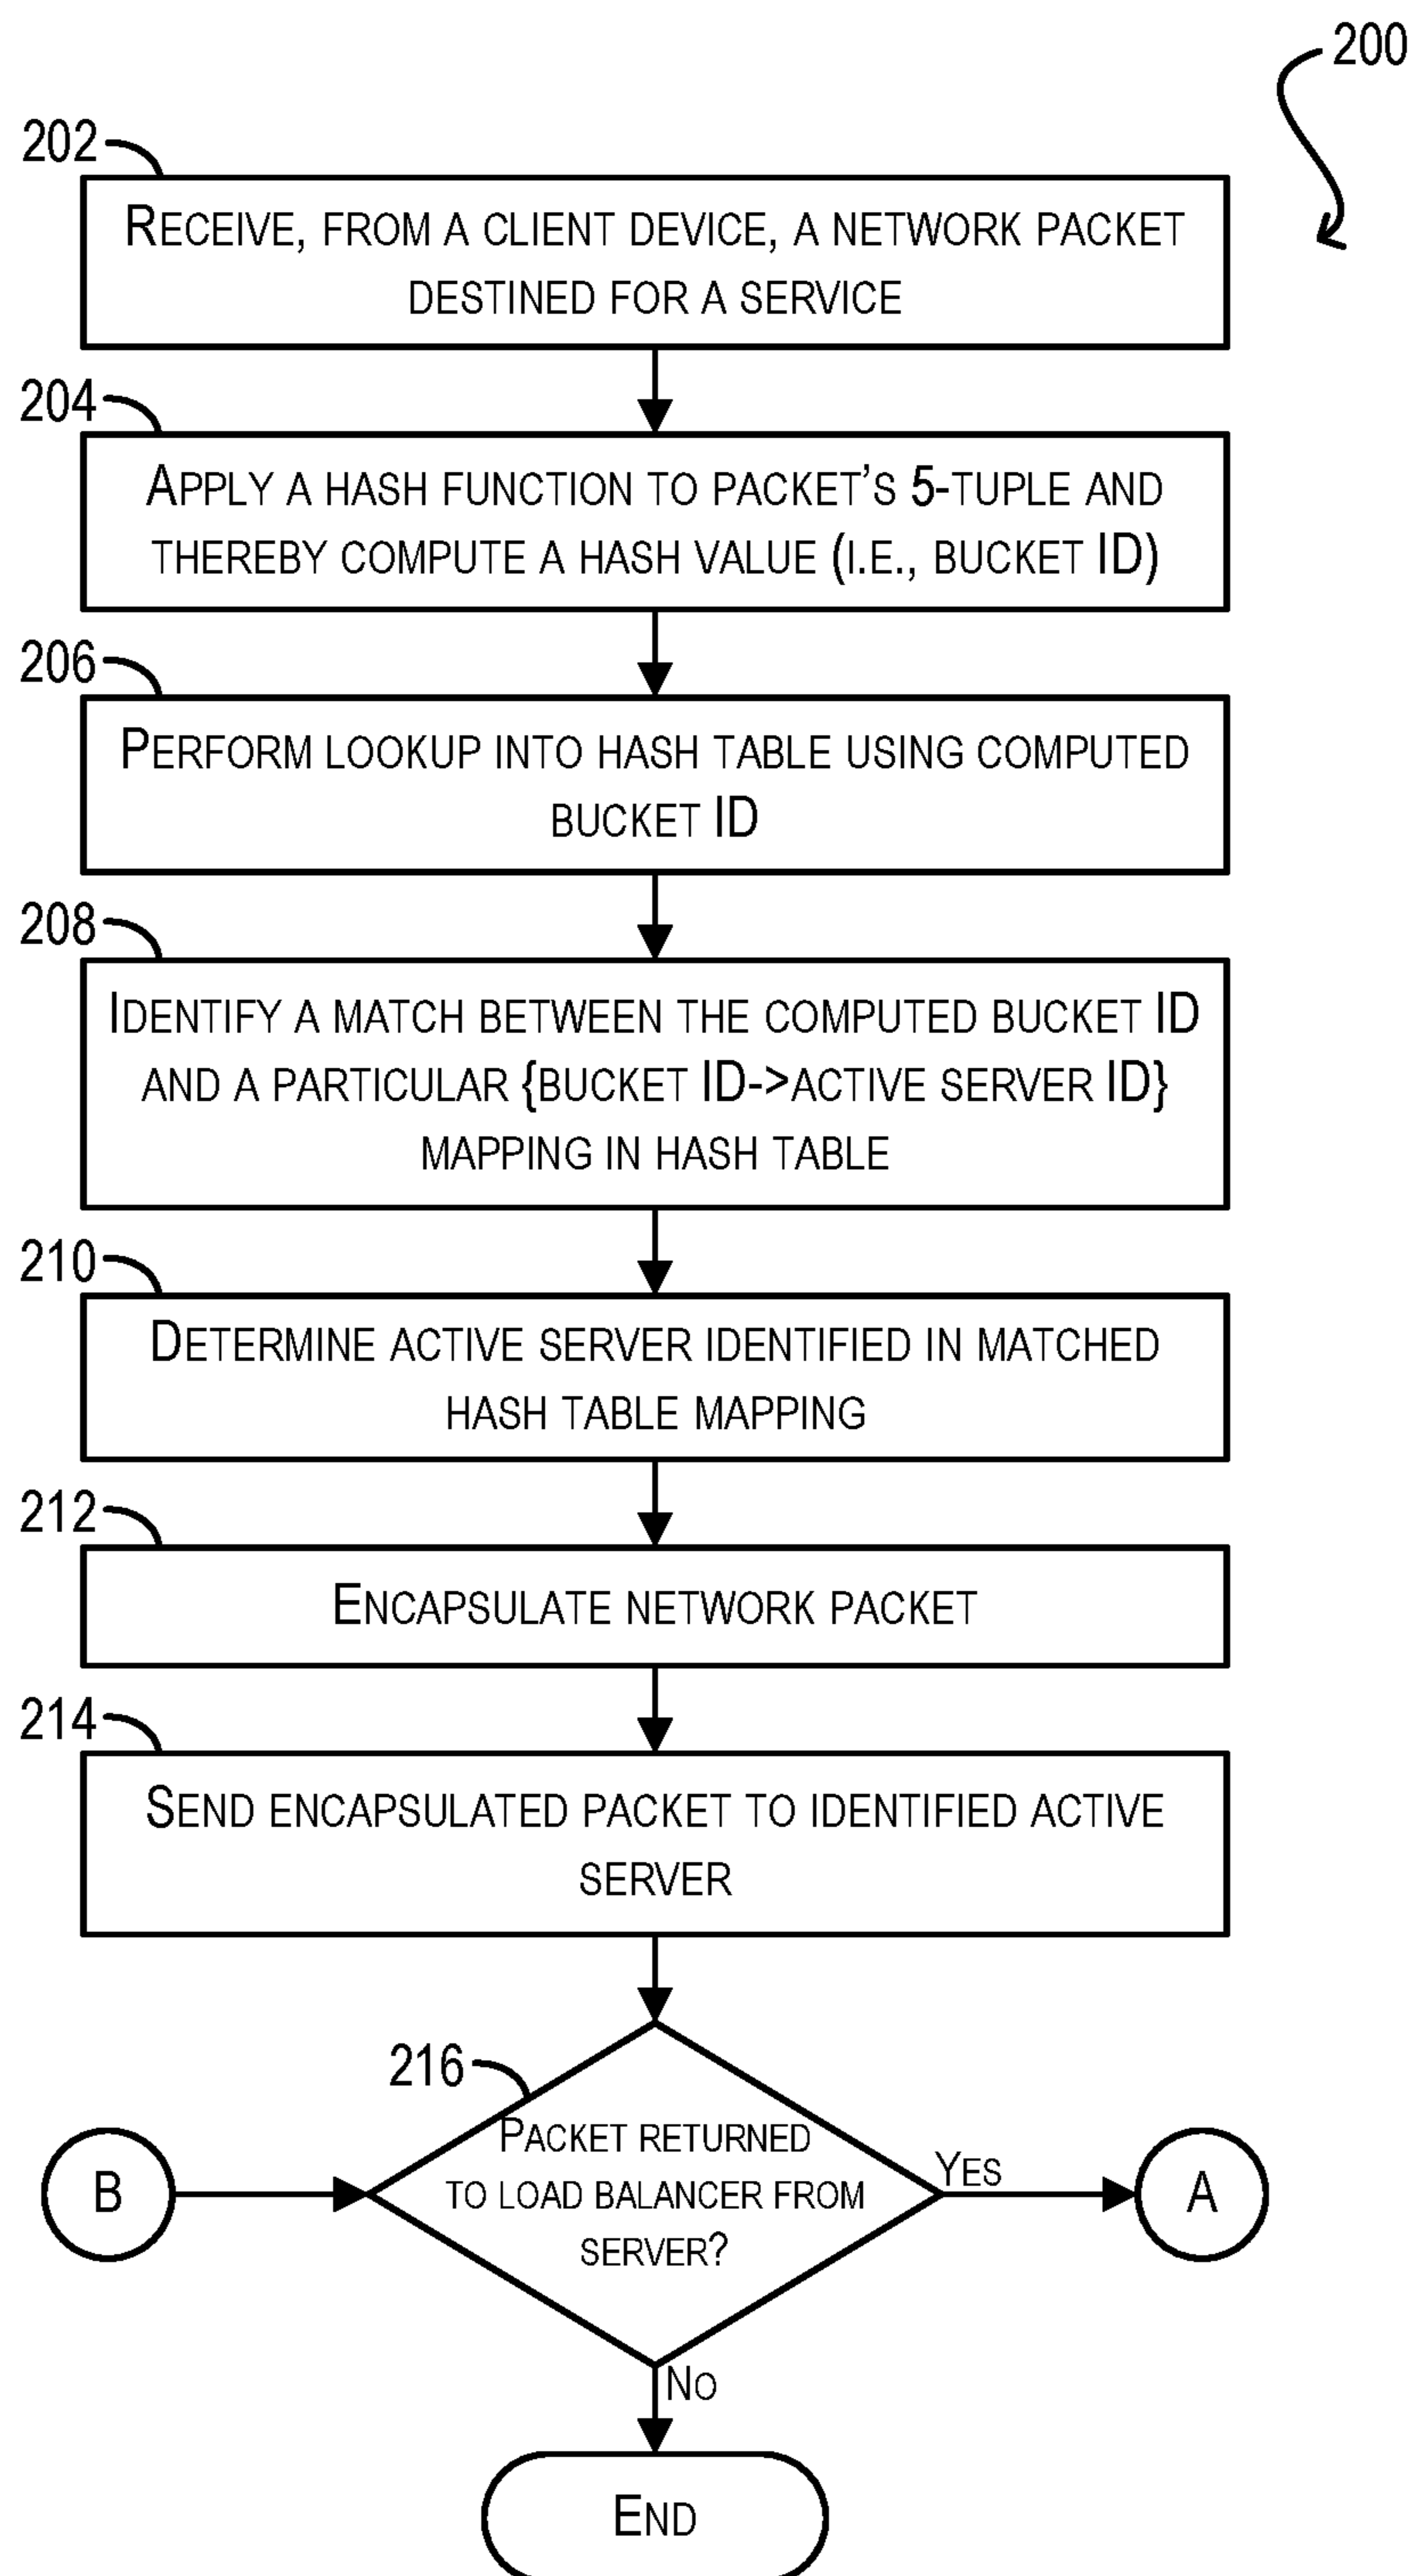 200
202
Receive, from a client device, a network packet
destined for a service
204
Apply a hash function to packet's 5-tuple and
thereby compute a hash value (i.e., bucket ID)
206
Perform lookup into hash table using computed
bucket ID
208
Identify a match between the computed bucket ID
and a particular {bucket ID->active server ID}
mapping in hash table
210
Determine active server identified in matched
hash table mapping
212
Encapsulate network packet
214
Send encapsulated packet to identified active
server
216
Packet returned
to load balancer from
server?
B
Yes
A
No
End